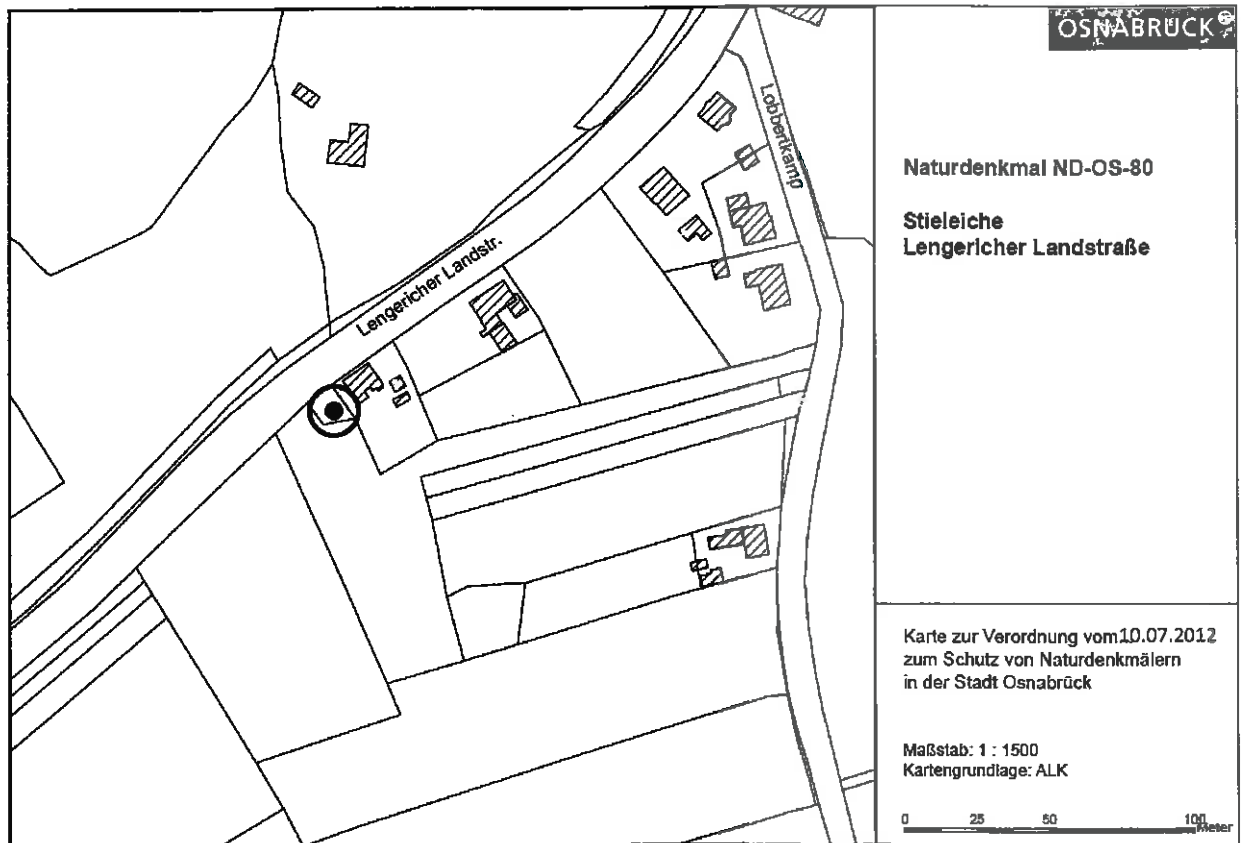 OSNABRÜCK
Naturdenkmal ND-OS-80
Stieleiche
Lengericher Landstraße
Lobbertkamp
Lengericher Landstr.
Karte zur Verordnung vom10.07.2012
zum Schutz von Naturdenkmälern
in der Stadt Osnabrück
Maßstab: 1 : 1500
Kartengrundlage: ALK
0 25 50 100
Meter